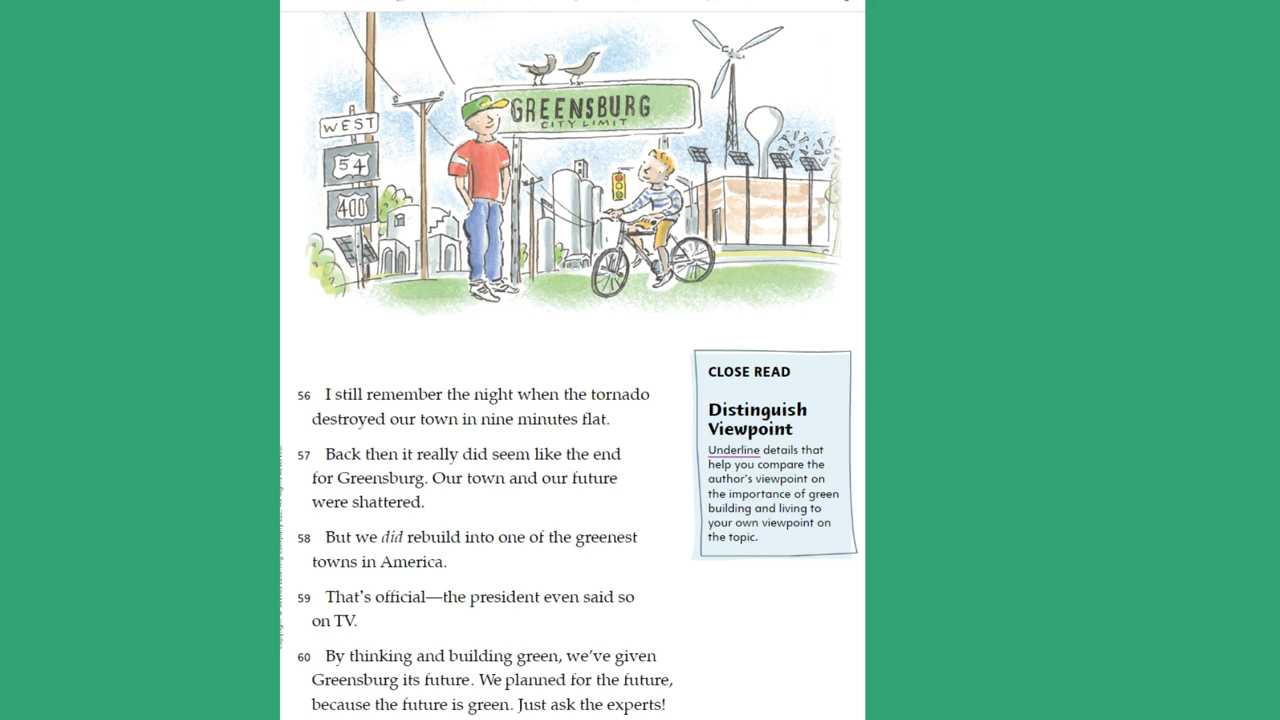 GREENSBURG
CITY LIMIT
WEST
54
400
56 I still remember the night when the tornado
destroyed our town in nine minutes flat.
57 Back then it really did seem like the end
for Greensburg. Our town and our future
were shattered.
58 But we did rebuild into one of the greenest
towns in America.
59 That's official—the president even said so
on TV.
60 By thinking and building green, we've given
Greensburg its future. We planned for the future,
because the future is green. Just ask the experts!
CLOSE READ
Distinguish
Viewpoint
Underline details that
help you compare the
author's viewpoint on
the importance of green
building and living to
your own viewpoint on
the topic.